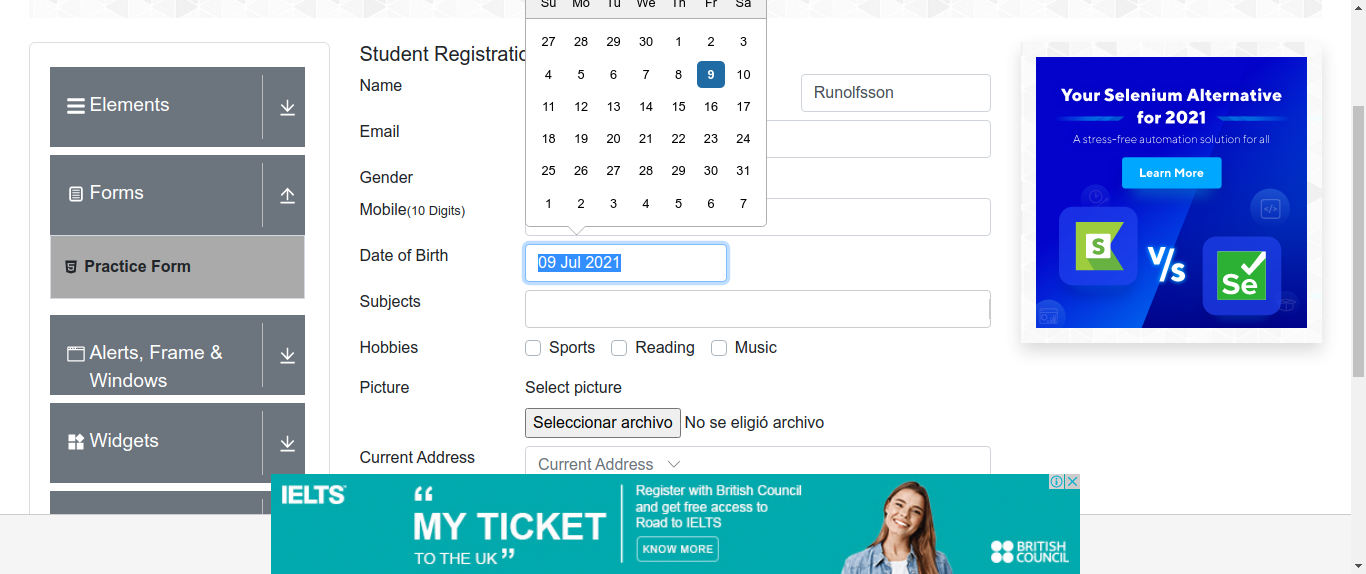 Su Mo Tu We Th Fr Sa
27 28 29 30 1 2 3
4 5 6 7 8 9 10
11 12 13 14 15 16 17
18 19 20 21 22 23 24
25 26 27 28 29 30 31
1 2 3 4 5 6 7
Elements
Forms
Practice Form
Alerts, Frame &
Windows
Widgets
Name
Runolfsson
Email
Gender
Mobile(10 Digits)
Date of Birth
09 Jul 2021
Subjects
Hobbies
Sports Reading Music
Picture
Select picture
Seleccionar archivo No se eligió archivo
Current Address
Current Address
Your Selenium Alternative
for 2021
A stress-free automation solution for all
Learn More
S
V/s
Se
IELTS
“
MY TICKET
TO THE UK ”
Register with British Council
and get free access to
Road to IELTS
KNOW MORE
BRITISH
COUNCIL
Student